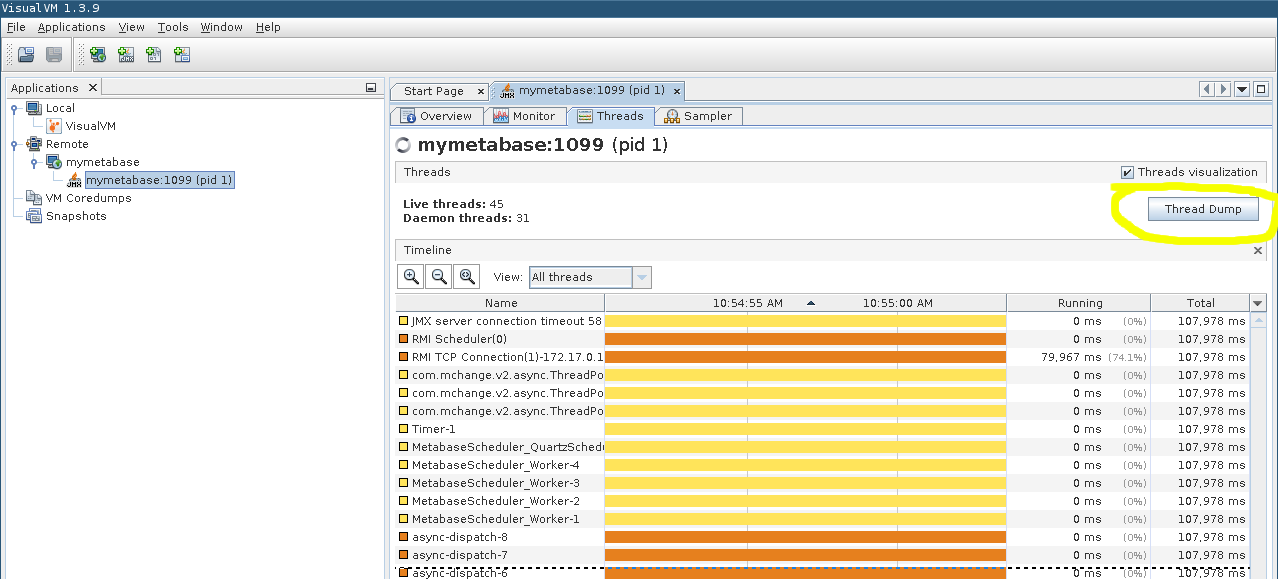 VisualVM 1.3.9
File Applications View Tools Window Help
Applications
Local
VisualVM
Remote
mymetabase
JMX mymetabase:1099 (pid 1)
VM Coredumps
Snapshots
Start Page JMX mymetabase:1099 (pid 1)
Overview Monitor Threads Sampler
mymetabase:1099 (pid 1)
Threads Threads visualization
Live threads: 45
Daemon threads: 31
Thread Dump
Timeline
View: All threads
Name 10:54:55 AM 10:55:00 AM Running Total
JMX server connection timeout 58 0 ms (0%) 107,978 ms
RMI Scheduler(0) 0 ms (0%) 107,978 ms
RMI TCP Connection(1)-172.17.0.1 79,967 ms (74.1%) 107,978 ms
com.mchange.v2.async.ThreadPo 0 ms (0%) 107,978 ms
com.mchange.v2.async.ThreadPo 0 ms (0%) 107,978 ms
com.mchange.v2.async.ThreadPo 0 ms (0%) 107,978 ms
Timer-1 0 ms (0%) 107,978 ms
MetabaseScheduler_QuartzSchedu 0 ms (0%) 107,978 ms
MetabaseScheduler_Worker-4 0 ms (0%) 107,978 ms
MetabaseScheduler_Worker-3 0 ms (0%) 107,978 ms
MetabaseScheduler_Worker-2 0 ms (0%) 107,978 ms
MetabaseScheduler_Worker-1 0 ms (0%) 107,978 ms
async-dispatch-8 0 ms (0%) 107,978 ms
async-dispatch-7 0 ms (0%) 107,978 ms
async-dispatch-6 0 ms (0%) 107,978 ms